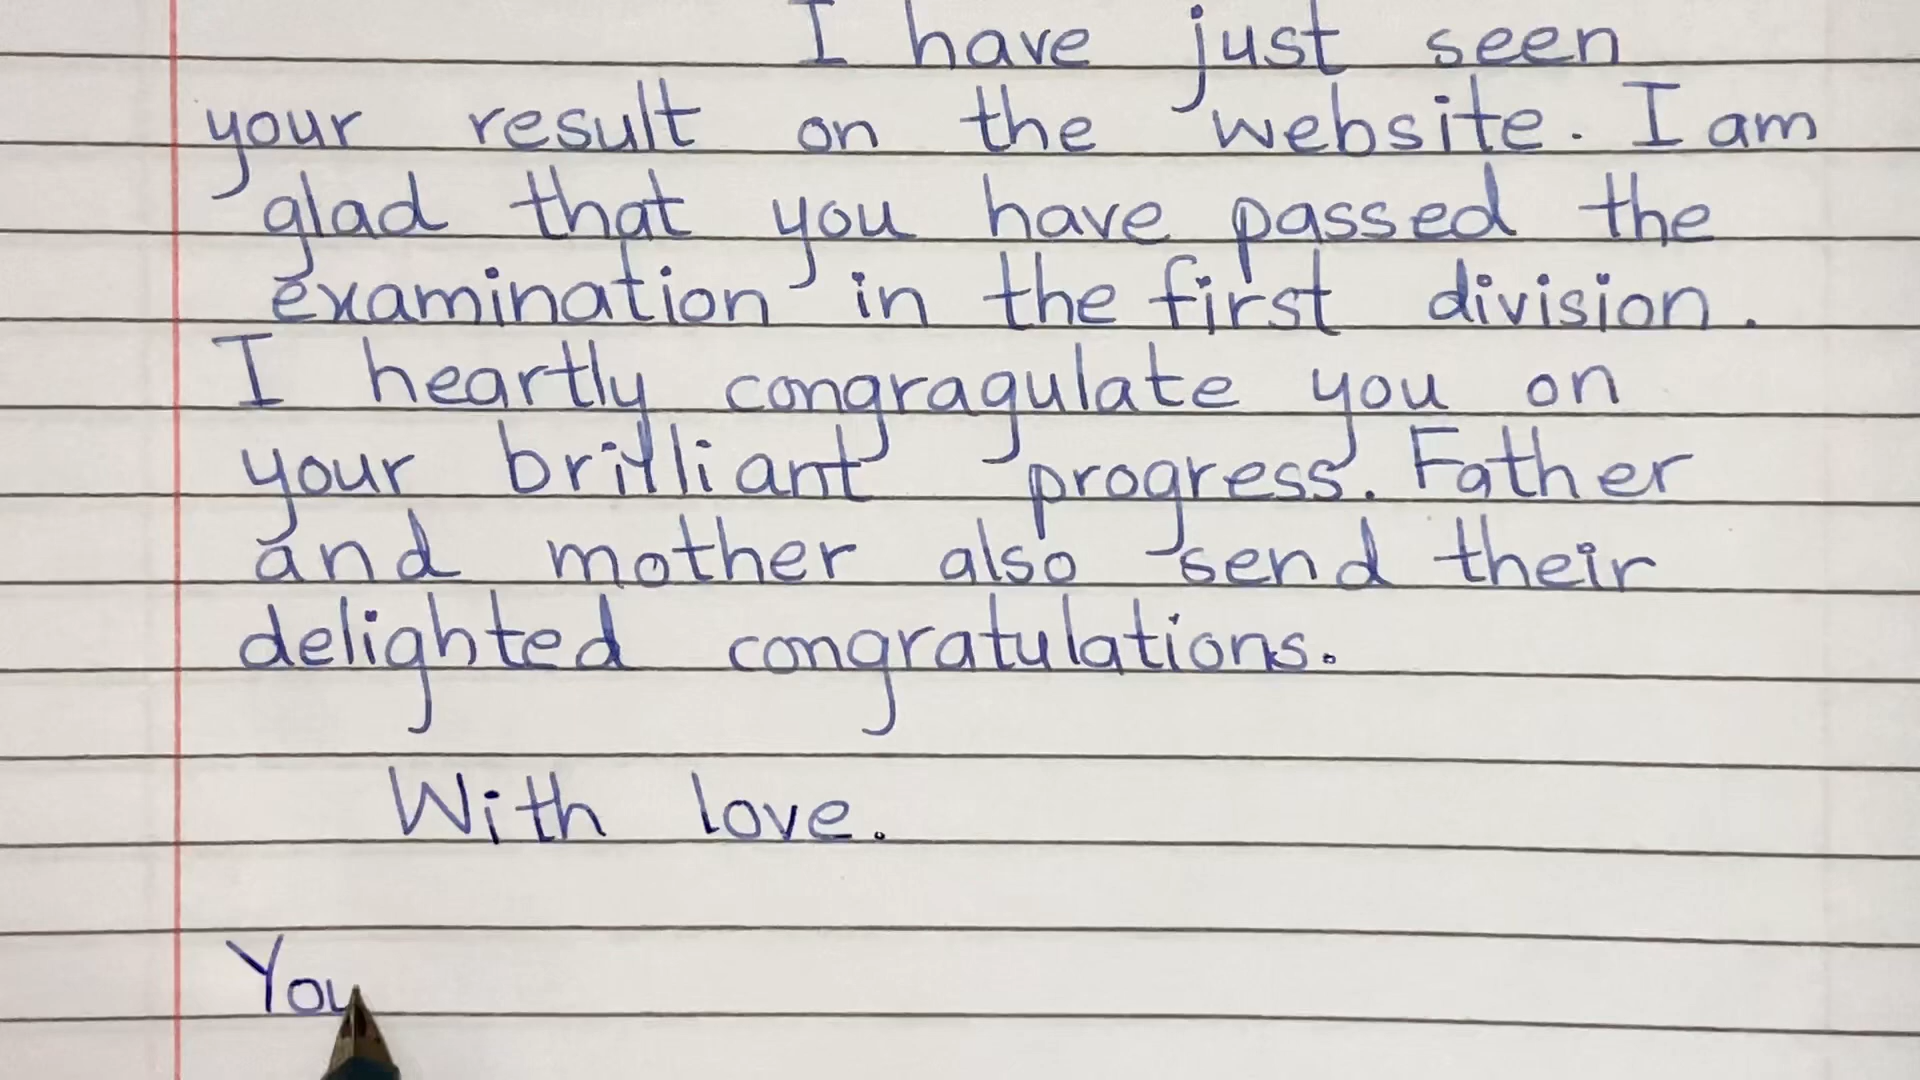 I have just seen
your result on the website. I am
glad that you have passed the
examination in the first division.
I heartly congragulate you on
your brilliant progress. Father
and mother also send their
delighted congratulations.
With love.
You